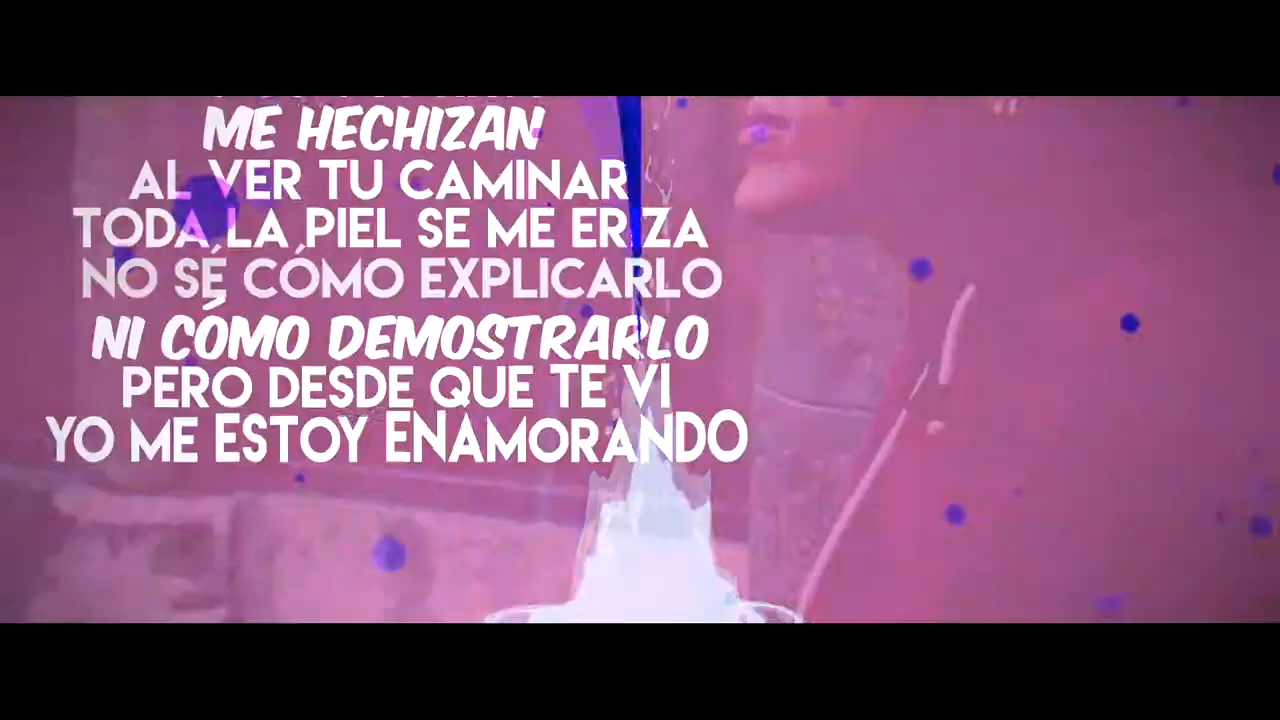 ME HECHIZAN
AL VER TU CAMINAR
TODA LA PIEL SE ME ERIZA
NO SÉ CÓMO EXPLICARLO
NI CÓMO DEMOSTRARLO
PERO DESDE QUE TE VI
YO ME ESTOY ENAMORANDO